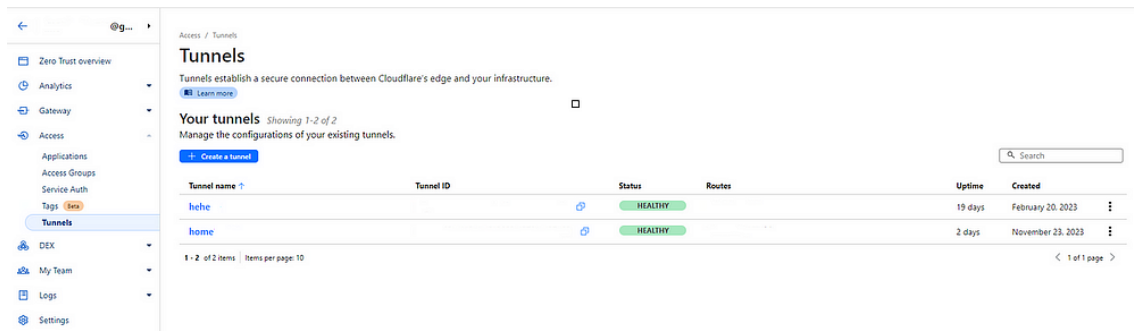 @g...
Zero Trust overview
Analytics
Gateway
Access
Applications
Access Groups
Service Auth
Tags Beta
Tunnels
DEX
My Team
Logs
Settings
Access / Tunnels
Tunnels
Tunnels establish a secure connection between Cloudflare's edge and your infrastructure.
Learn more
Your tunnels Showing 1-2 of 2
Manage the configurations of your existing tunnels.
+ Create a tunnel
Search
Tunnel name ↑ Tunnel ID Status Routes Uptime Created
hehe HEALTHY 19 days February 20. 2023
home HEALTHY 2 days November 23. 2023
1 - 2 of 2 items Items per page: 10
< 1 of 1 page >